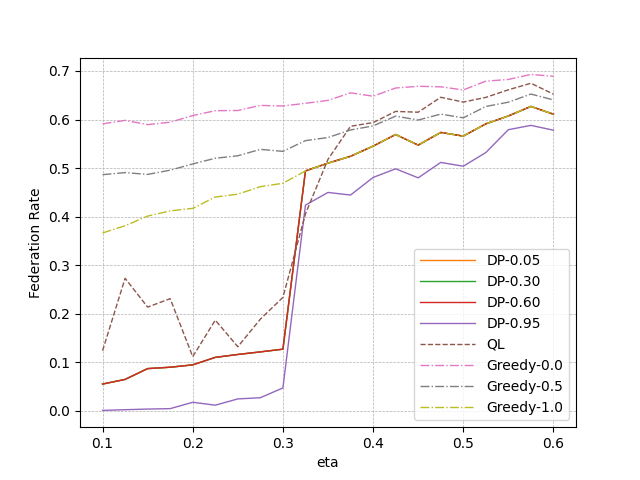 0.7
0.6
0.5
0.4
0.3
0.2
0.1
0.0
Federation Rate
0.1 0.2 0.3 0.4 0.5 0.6
eta
DP-0.05
DP-0.30
DP-0.60
DP-0.95
QL
Greedy-0.0
Greedy-0.5
Greedy-1.0